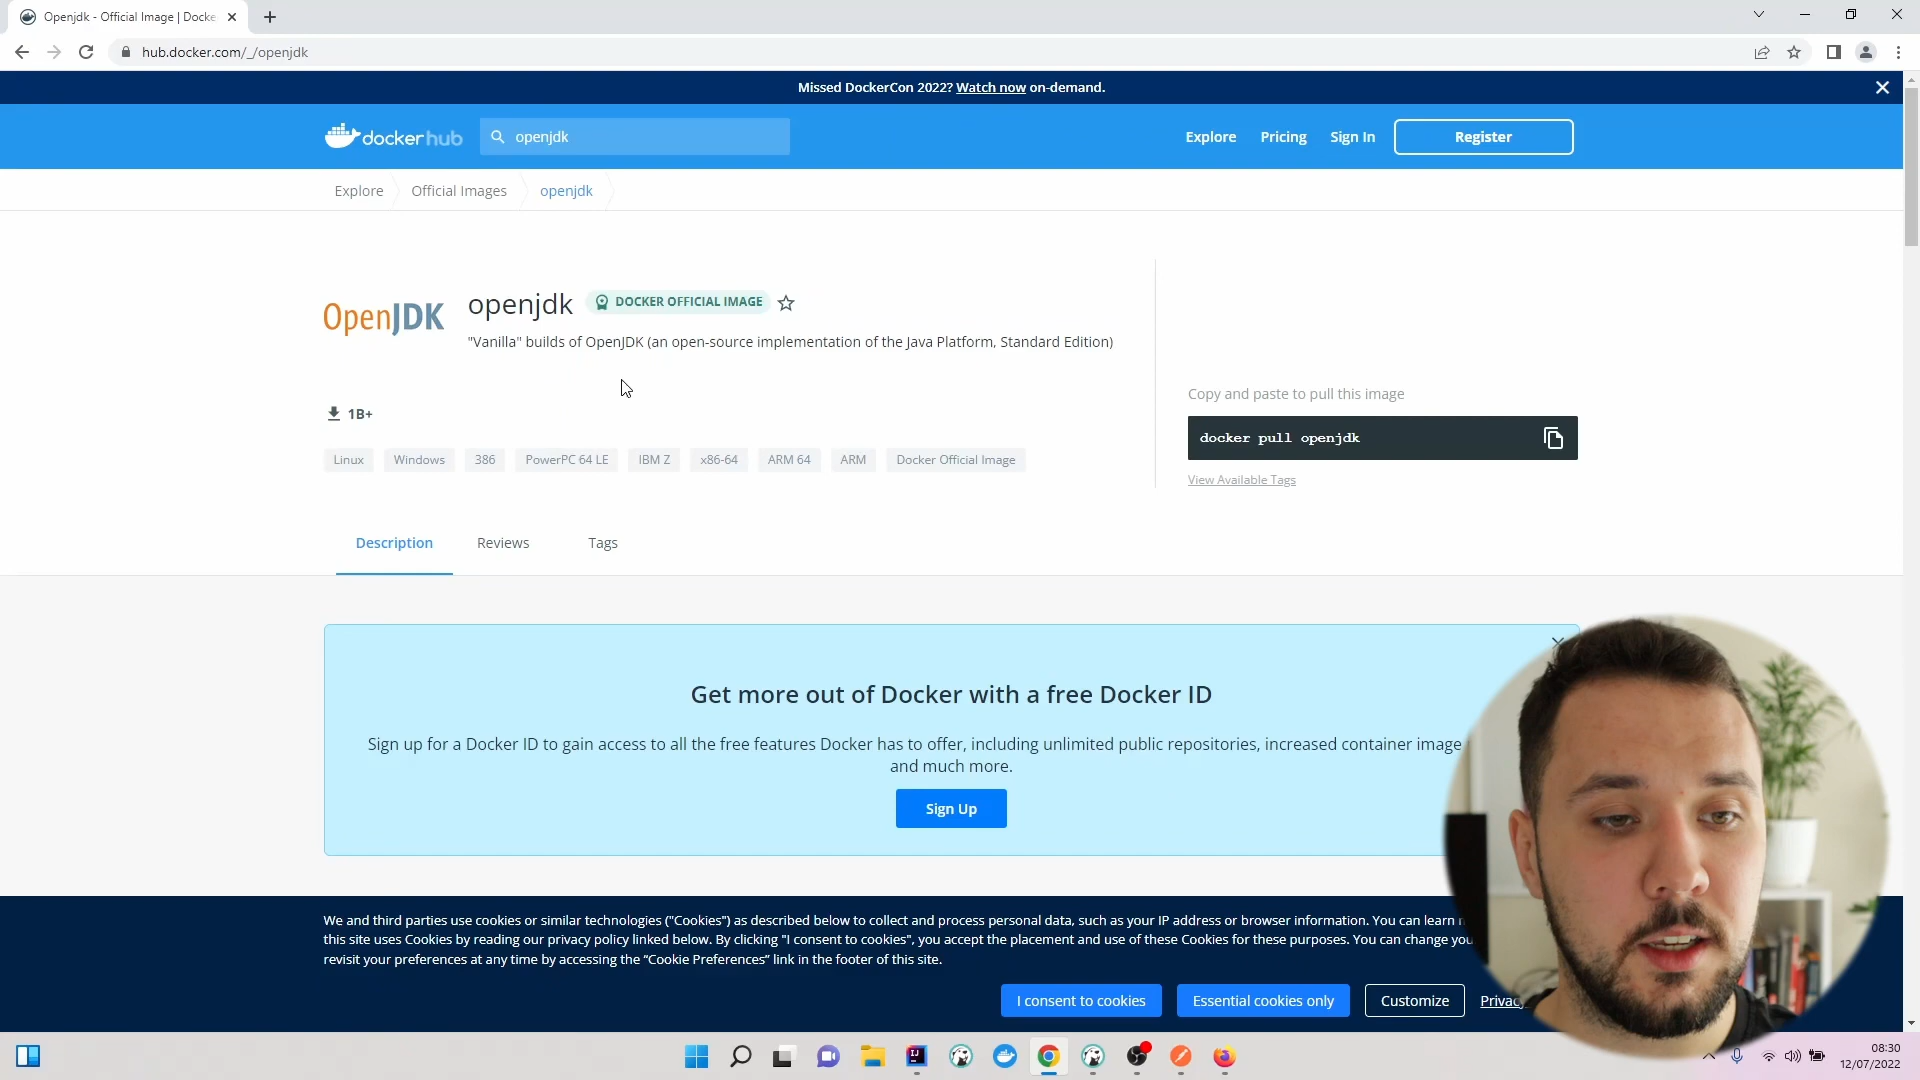 Openjdk - Official Image | Docke
hub.docker.com/_/openjdk
Missed DockerCon 2022? Watch now on-demand.
docker hub
openjdk
Explore
Pricing
Sign In
Register
Explore
Official Images
openjdk
OpenJDK
openjdk
DOCKER OFFICIAL IMAGE
"Vanilla" builds of OpenJDK (an open-source implementation of the Java Platform, Standard Edition)
1B+
Copy and paste to pull this image
docker pull openjdk
View Available Tags
Linux
Windows
386
PowerPC 64 LE
IBM Z
x86-64
ARM 64
ARM
Docker Official Image
Description
Reviews
Tags
Get more out of Docker with a free Docker ID
Sign up for a Docker ID to gain access to all the free features Docker has to offer, including unlimited public repositories, increased container image
and much more.
Sign Up
We and third parties use cookies or similar technologies ("Cookies") as described below to collect and process personal data, such as your IP address or browser information. You can learn
this site uses Cookies by reading our privacy policy linked below. By clicking "I consent to cookies", you accept the placement and use of these Cookies for these purposes. You can change you
revisit your preferences at any time by accessing the “Cookie Preferences” link in the footer of this site.
I consent to cookies
Essential cookies only
Customize
Privacy
IJ
08:30
12/07/2022